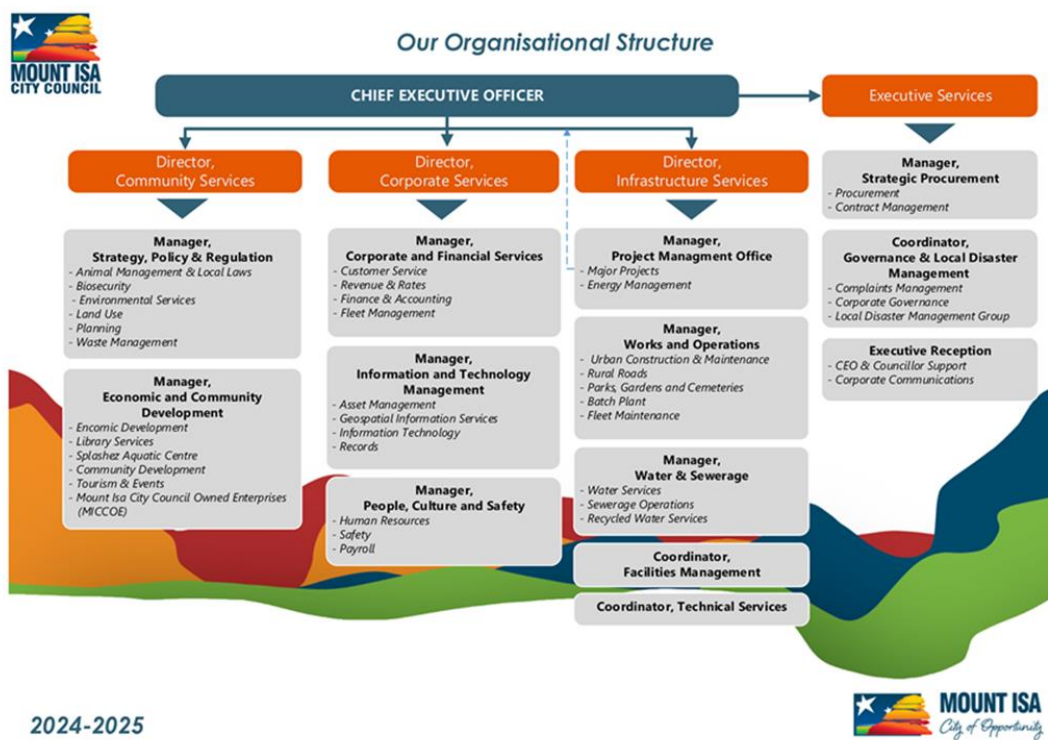 MOUNT ISA
CITY COUNCIL
Our Organisational Structure
CHIEF EXECUTIVE OFFICER
Executive Services
Director,
Community Services
Manager,
Strategy, Policy & Regulation
- Animal Management & Local Laws
- Biosecurity
- Environmental Services
- Land Use
- Planning
- Waste Management
Manager,
Economic and Community
Development
- Encomic Development
- Library Services
- Splashez Aquatic Centre
- Community Development
- Tourism & Events
- Mount Isa City Council Owned Enterprises
(MICCOE)
Director,
Corporate Services
Manager,
Corporate and Financial Services
- Customer Service
- Revenue & Rates
- Finance & Accounting
- Fleet Management
Manager,
Information and Technology
Management
- Asset Management
- Geospatial Information Services
- Information Technology
- Records
Manager,
People, Culture and Safety
- Human Resources
- Safety
- Payroll
Director,
Infrastructure Services
Manager,
Project Managment Office
- Major Projects
- Energy Management
Manager,
Works and Operations
- Urban Construction & Maintenance
- Rural Roads
- Parks, Gardens and Cemeteries
- Batch Plant
- Fleet Maintenance
Manager,
Water & Sewerage
- Water Services
- Sewerage Operations
- Recycled Water Services
Coordinator,
Facilities Management
Coordinator, Technical Services
Manager,
Strategic Procurement
- Procurement
- Contract Management
Coordinator,
Governance & Local Disaster
Management
- Complaints Management
- Corporate Governance
- Local Disaster Management Group
Executive Reception
- CEO & Councillor Support
- Corporate Communications
2024-2025
MOUNT ISA
City of Opportunity